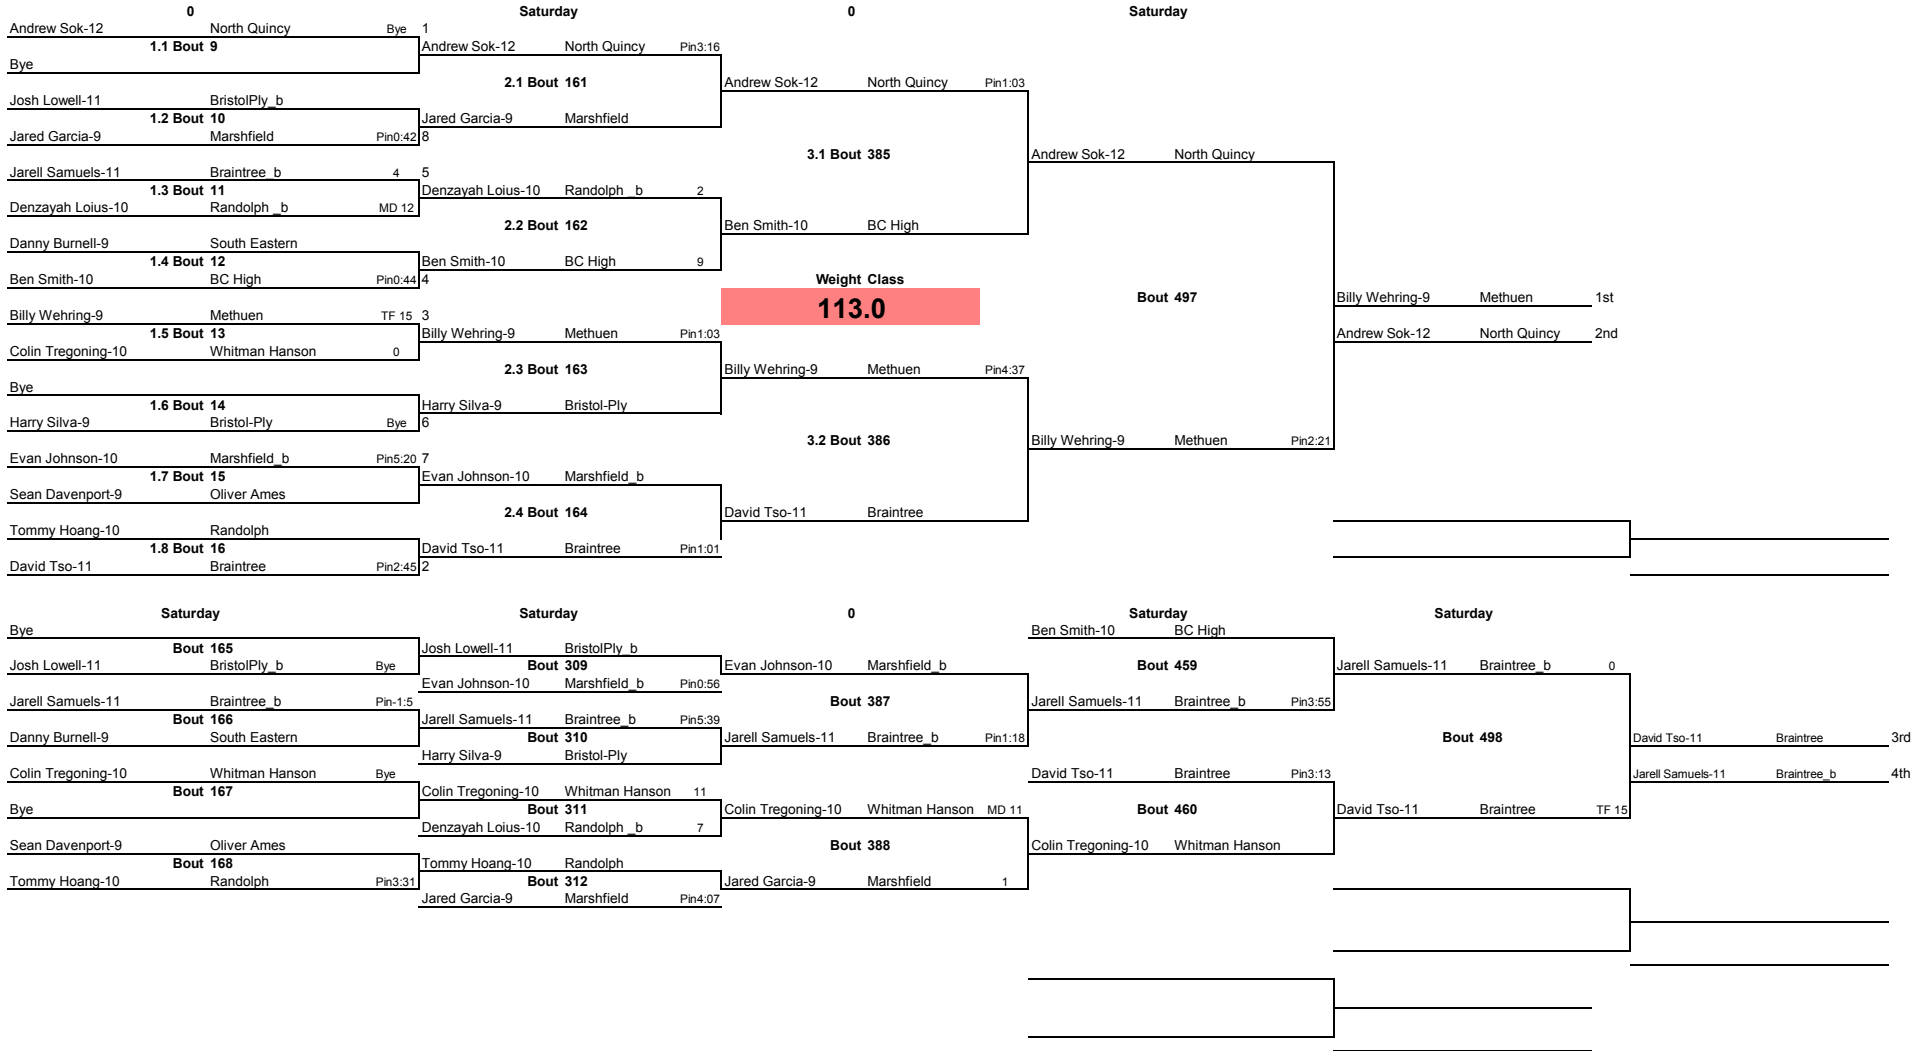 0 Saturday 0 Saturday
Andrew Sok-12 North Quincy Bye 1
1.1 Bout 9 Andrew Sok-12 North Quincy Pin3:16
Bye
2.1 Bout 161 Andrew Sok-12 North Quincy Pin1:03
Josh Lowell-11 BristolPly_b
1.2 Bout 10 Jared Garcia-9 Marshfield
Jared Garcia-9 Marshfield Pin0:42 8
3.1 Bout 385 Andrew Sok-12 North Quincy
Jarell Samuels-11 Braintree_b 4 5
1.3 Bout 11 Denzayah Loius-10 Randolph _b 2
Denzayah Loius-10 Randolph _b MD 12
2.2 Bout 162 Ben Smith-10 BC High
Danny Burnell-9 South Eastern
1.4 Bout 12 Ben Smith-10 BC High 9
Ben Smith-10 BC High Pin0:44 4 Weight Class
Bout 497 Billy Wehring-9 Methuen 1st
113.0
Billy Wehring-9 Methuen TF 15 3
1.5 Bout 13 Billy Wehring-9 Methuen Pin1:03 Andrew Sok-12 North Quincy 2nd
Colin Tregoning-10 Whitman Hanson 0
2.3 Bout 163 Billy Wehring-9 Methuen Pin4:37
Bye
1.6 Bout 14 Harry Silva-9 Bristol-Ply
Harry Silva-9 Bristol-Ply Bye 6
3.2 Bout 386 Billy Wehring-9 Methuen Pin2:21
Evan Johnson-10 Marshfield_b Pin5:20 7
1.7 Bout 15 Evan Johnson-10 Marshfield_b
Sean Davenport-9 Oliver Ames
2.4 Bout 164 David Tso-11 Braintree
Tommy Hoang-10 Randolph
1.8 Bout 16 David Tso-11 Braintree Pin1:01
David Tso-11 Braintree Pin2:45 2
Saturday Saturday 0 Saturday Saturday
Bye Ben Smith-10 BC High
Bout 165 Josh Lowell-11 BristolPly_b
Josh Lowell-11 BristolPly_b Bye Bout 309 Evan Johnson-10 Marshfield_b Bout 459 Jarell Samuels-11 Braintree_b 0
Evan Johnson-10 Marshfield_b Pin0:56
Jarell Samuels-11 Braintree_b Pin-1:5 Bout 387 Jarell Samuels-11 Braintree_b Pin3:55
Bout 166 Jarell Samuels-11 Braintree_b Pin5:39
Danny Burnell-9 South Eastern Bout 310 Jarell Samuels-11 Braintree_b Pin1:18 Bout 498 David Tso-11 Braintree 3rd
Harry Silva-9 Bristol-Ply
Colin Tregoning-10 Whitman Hanson Bye David Tso-11 Braintree Pin3:13 Jarell Samuels-11 Braintree_b 4th
Bout 167 Colin Tregoning-10 Whitman Hanson 11
Bye Bout 311 Colin Tregoning-10 Whitman Hanson MD 11 Bout 460 David Tso-11 Braintree TF 15
Denzayah Loius-10 Randolph _b 7
Sean Davenport-9 Oliver Ames Bout 388 Colin Tregoning-10 Whitman Hanson
Bout 168 Tommy Hoang-10 Randolph
Tommy Hoang-10 Randolph Pin3:31 Bout 312 Jared Garcia-9 Marshfield 1
Jared Garcia-9 Marshfield Pin4:07